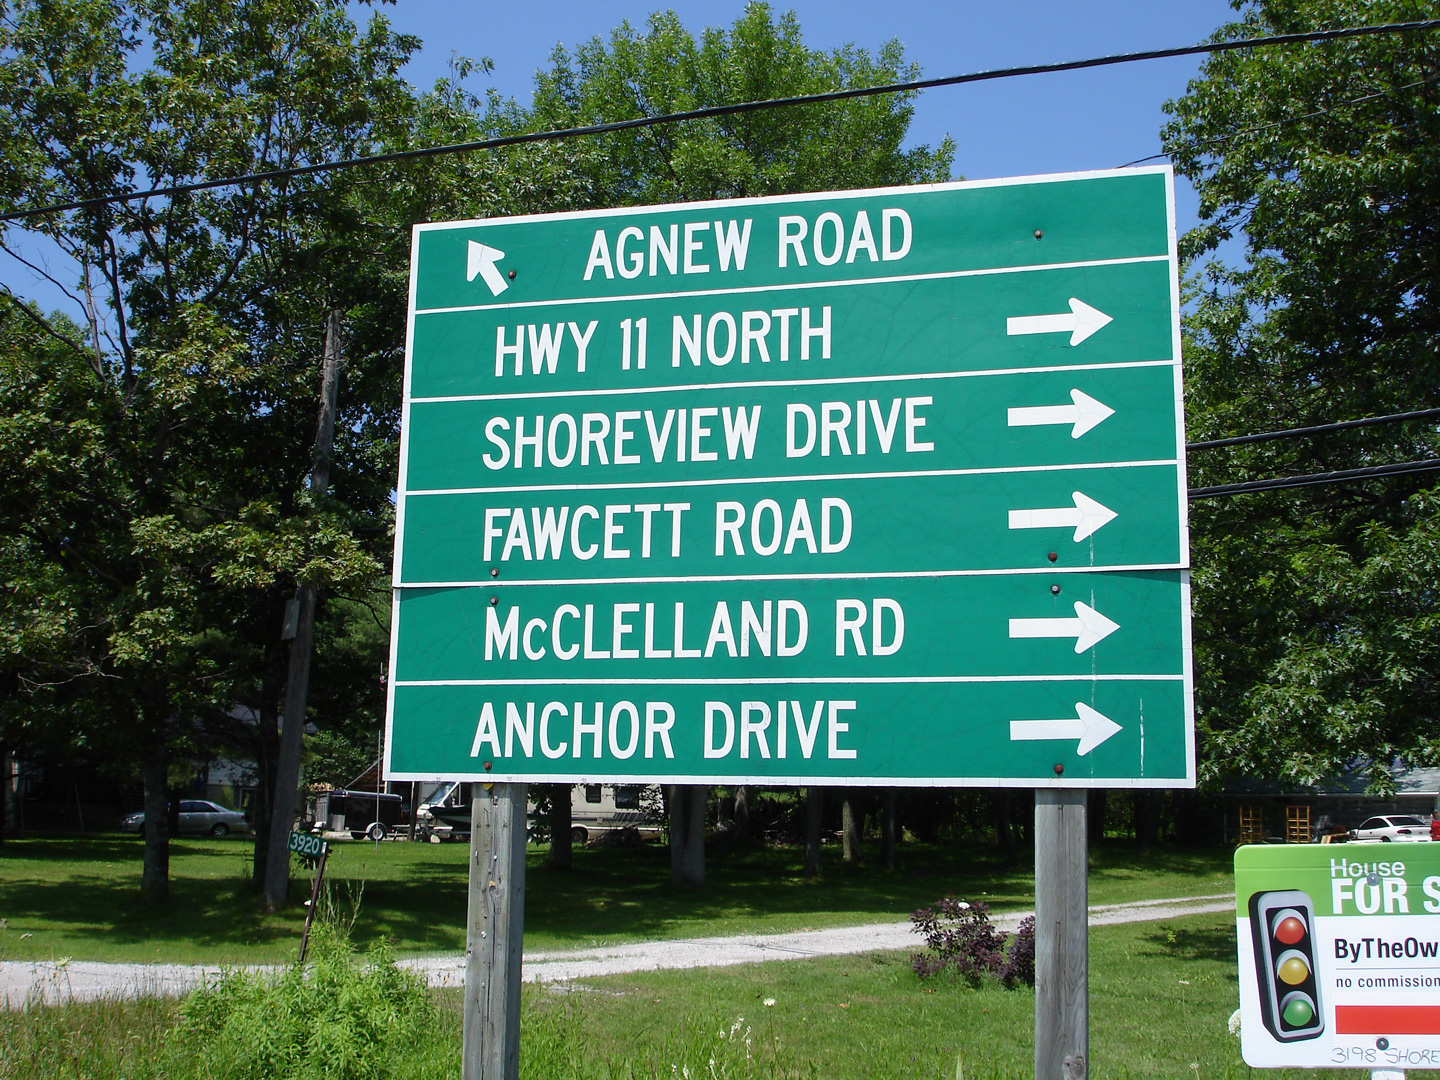 AGNEW ROAD
HWY 11 NORTH
SHOREVIEW DRIVE
FAWCETT ROAD
McCLELLAND RD
ANCHOR DRIVE
3920
House
FOR S
ByTheOw
no commission
3198 SHORE